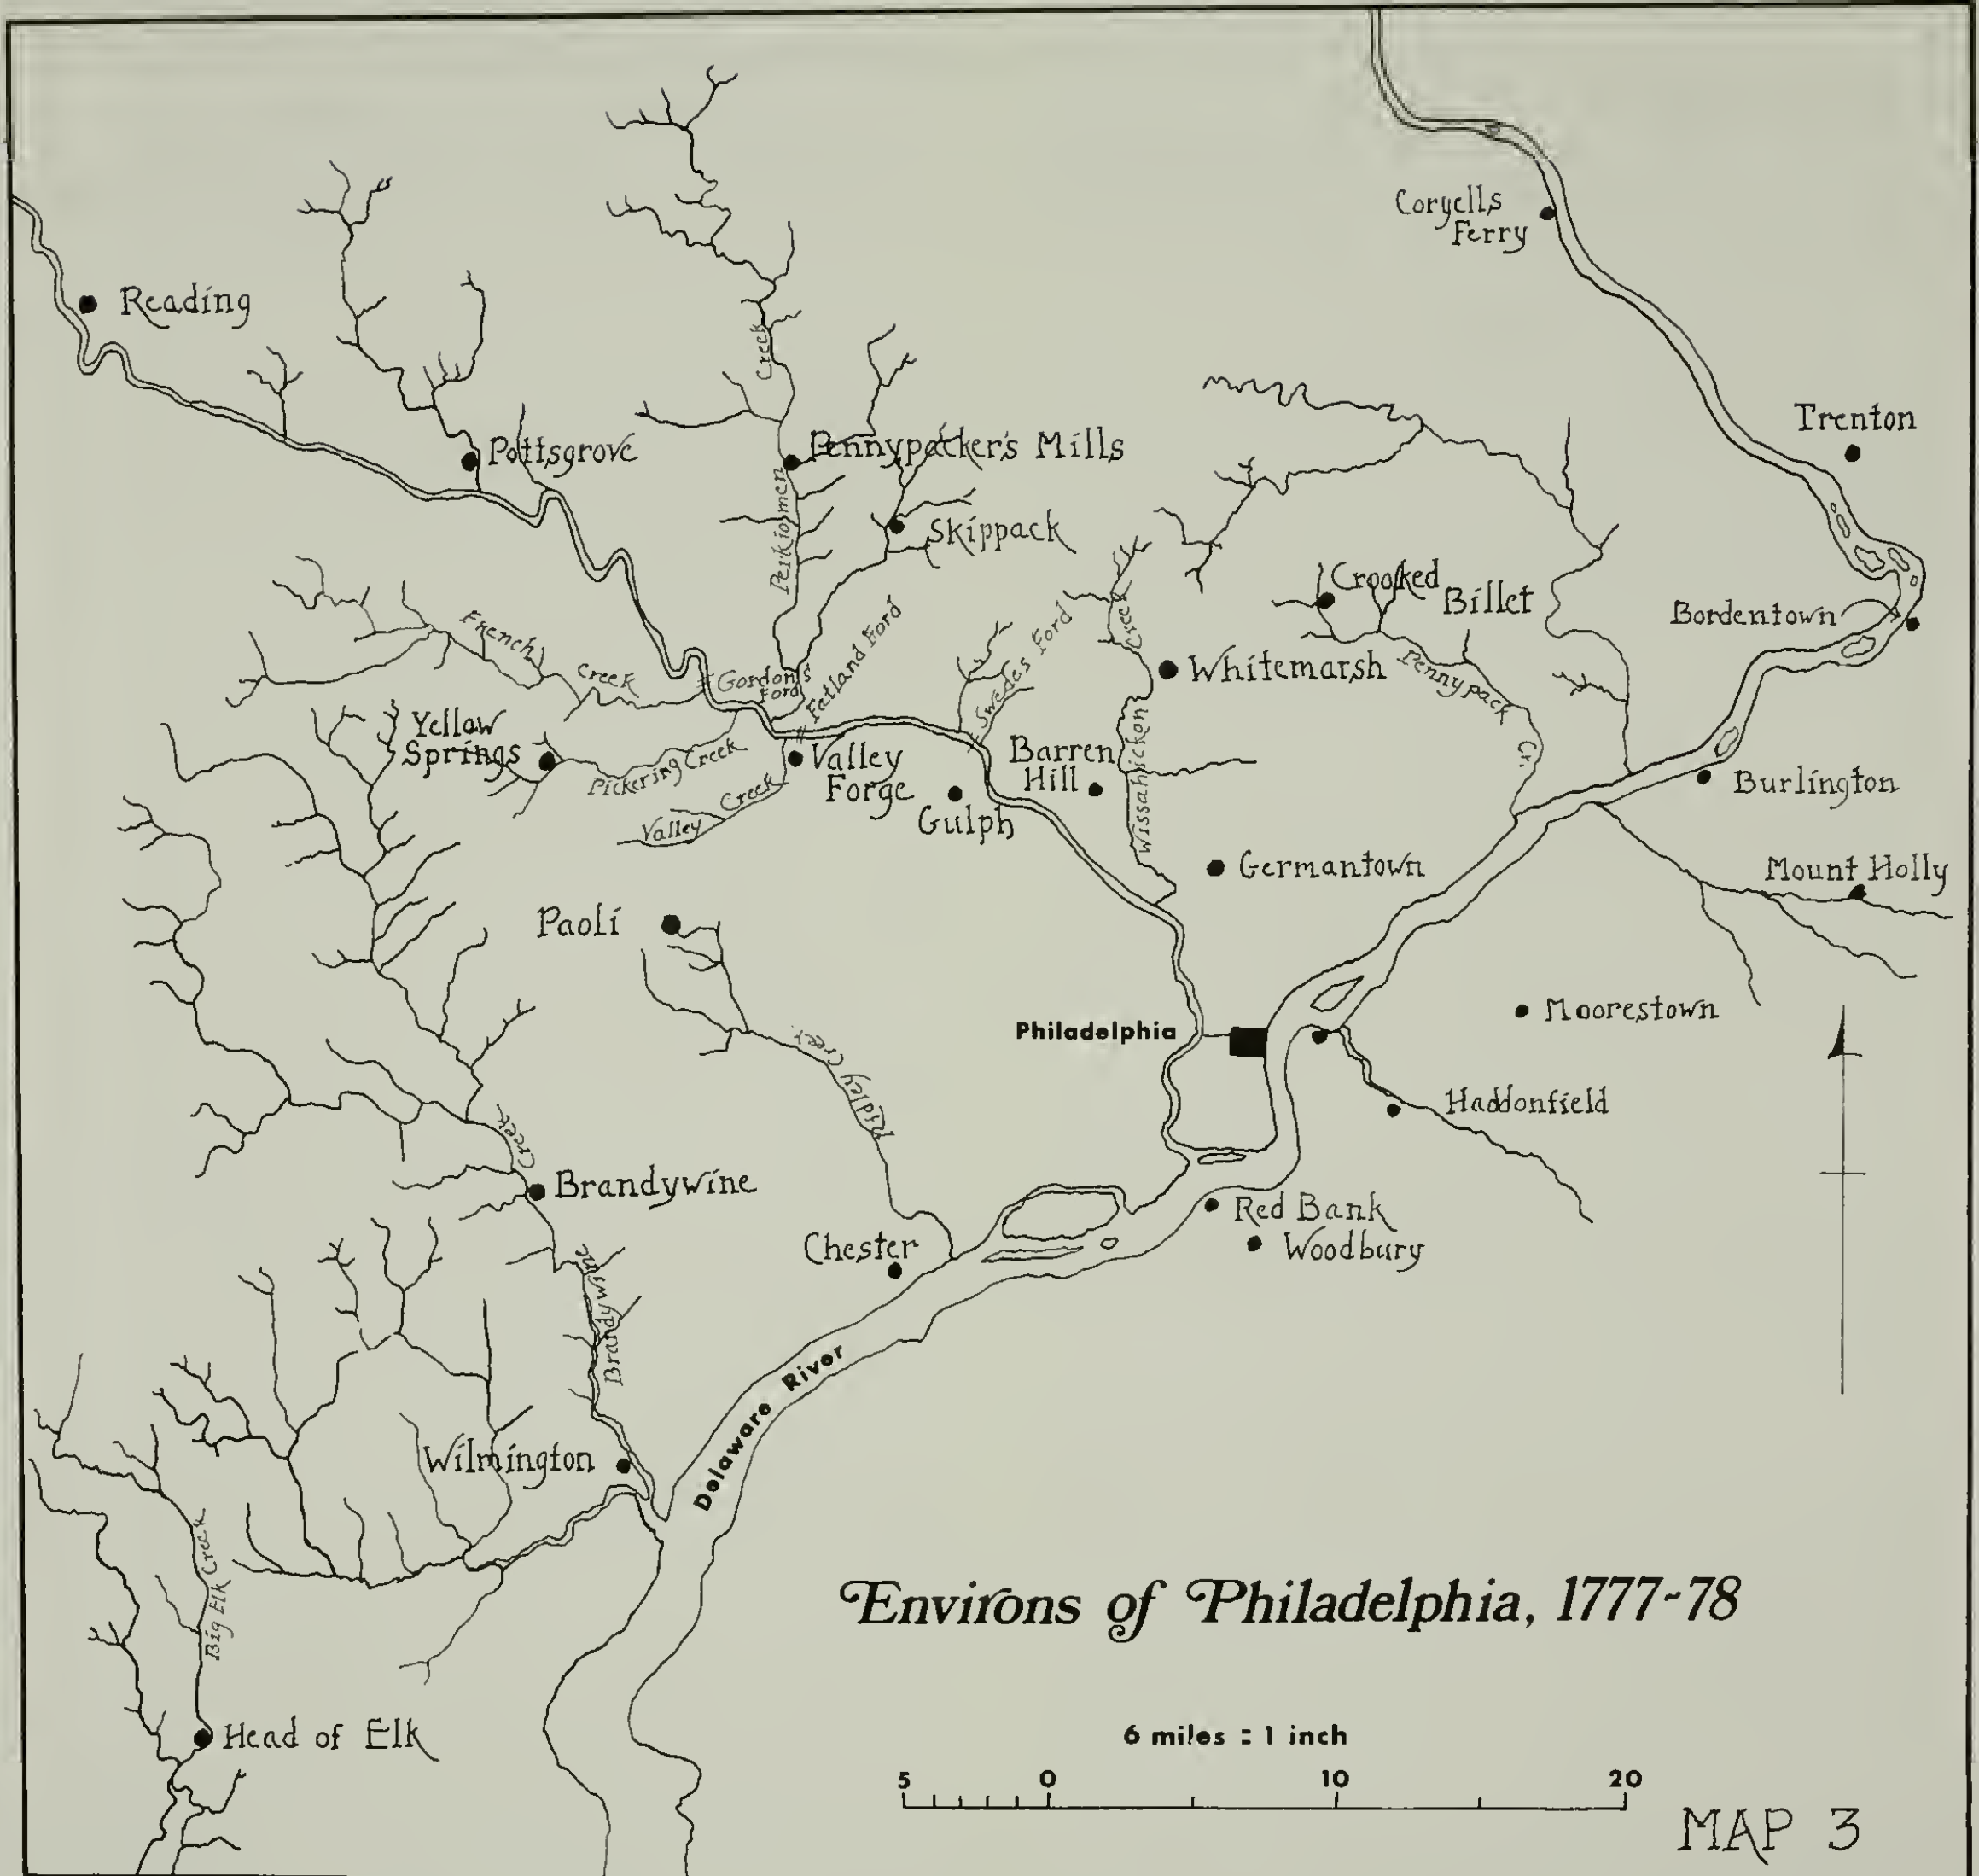 Coryells
Ferry
Reading
Creek
Trenton
Pottsgrove
Pennypacker's Mills
Perkiomen
Skippack
Crooked Billet
Bordentown
French Creek
Gordon's
Ford
Fatland Ford
Swedes Ford
Creek
Whitemarsh
Pennypack
Cr.
Yellow
Springs
Pickering Creek
Valley Creek
Valley
Forge
Gulph
Barren
Hill
Wissahickon
Burlington
Germantown
Mount Holly
Paoli
Moorestown
Philadelphia
Ridley Creek
Haddonfield
Creek
Brandywine
Red Bank
Woodbury
Chester
Brandywine
Delaware River
Wilmington
Big Elk Creek
Environs of Philadelphia, 1777-78
Head of Elk
6 miles = 1 inch
5 0 10 20
MAP 3